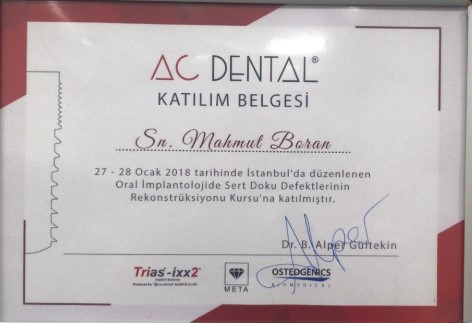 AC DENTAL®
KATILIM BELGESİ
Sn. Mahmut Boran
27 - 28 Ocak 2018 tarihinde İstanbul'da düzenlenen
Oral İmplantolojide Sert Doku Defektlerinin
Rekonstrüksiyonu Kursu'na katılmıştır.
Dr. B. Alper Gültekin
Trias®-ixx2®
META
OSTEOGENICS
BIOMEDICAL